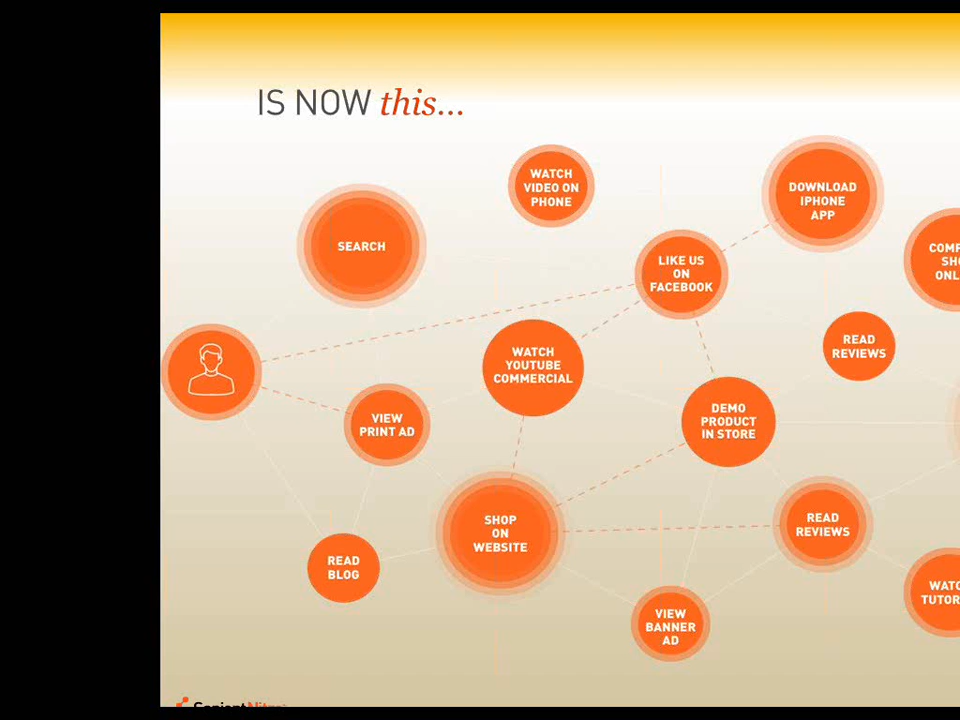 IS NOW this...
WATCH
VIDEO ON
PHONE
DOWNLOAD
IPHONE
APP
SEARCH
LIKE US
ON
FACEBOOK
READ
REVIEWS
WATCH
YOUTUBE
COMMERCIAL
VIEW
PRINT AD
DEMO
PRODUCT
IN STORE
SHOP
ON
WEBSITE
READ
REVIEWS
READ
BLOG
VIEW
BANNER
AD